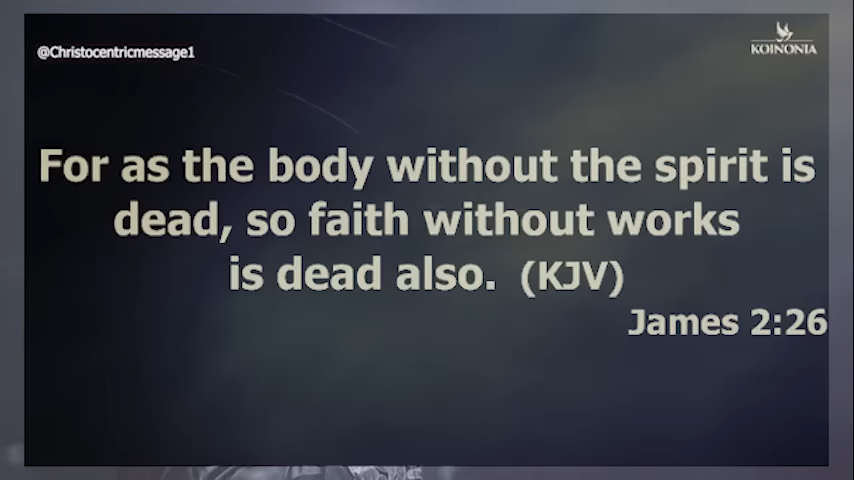 @Christocentricmessage1
KOINONIA
For as the body without the spirit is
dead, so faith without works
is dead also. (KJV)
James 2:26